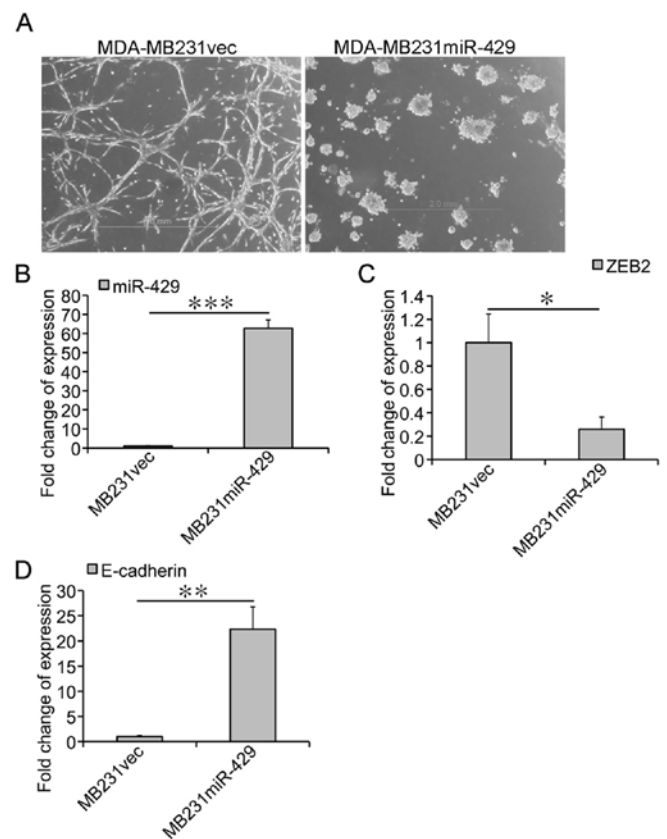 A
MDA-MB231vec
MDA-MB231miR-429
mm
2.0 mm
B
miR-429
***
Fold change of expression
80
70
60
50
40
30
20
10
0
MB231vec
MB231miR-429
C
ZEB2
*
Fold change of expression
1.4
1.2
1
0.8
0.6
0.4
0.2
0
MB231vec
MB231miR-429
D
E-cadherin
**
Fold change of expression
30
25
20
15
10
5
0
MB231vec
MB231miR-429